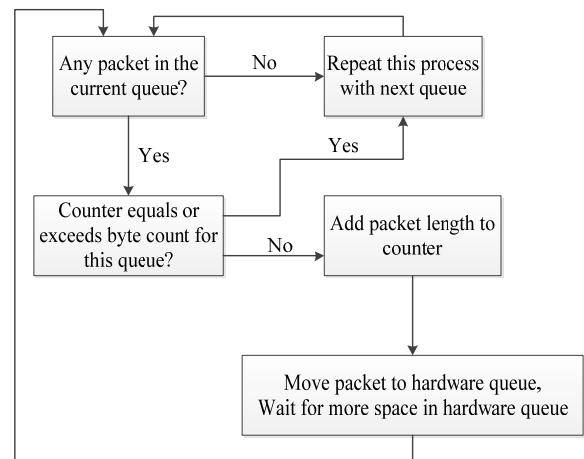 Any packet in the
current queue?
No
Repeat this process
with next queue
Yes
Yes
Counter equals or
exceeds byte count for
this queue?
No
Add packet length to
counter
Move packet to hardware queue,
Wait for more space in hardware queue